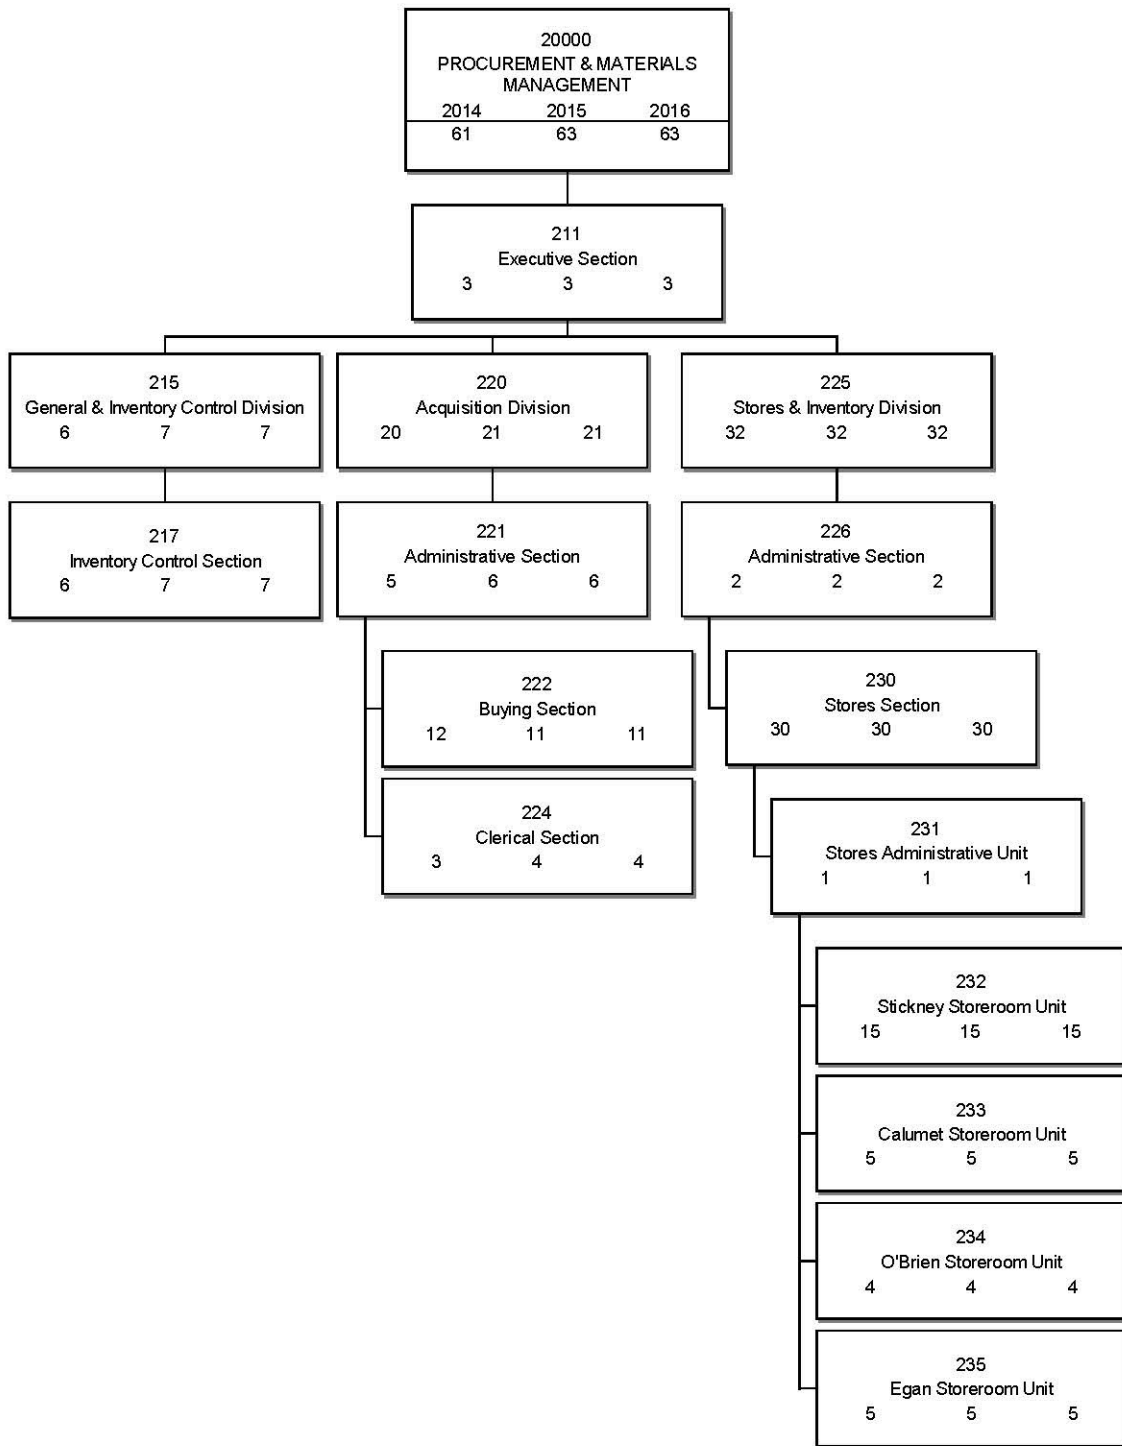 20000
PROCUREMENT & MATERIALS
MANAGEMENT
2014 2015 2016
61 63 63
211
Executive Section
3 3 3
215
General & Inventory Control Division
6 7 7
220
Acquisition Division
20 21 21
225
Stores & Inventory Division
32 32 32
217
Inventory Control Section
6 7 7
221
Administrative Section
5 6 6
226
Administrative Section
2 2 2
222
Buying Section
12 11 11
230
Stores Section
30 30 30
224
Clerical Section
3 4 4
231
Stores Administrative Unit
1 1 1
232
Stickney Storeroom Unit
15 15 15
233
Calumet Storeroom Unit
5 5 5
234
O'Brien Storeroom Unit
4 4 4
235
Egan Storeroom Unit
5 5 5